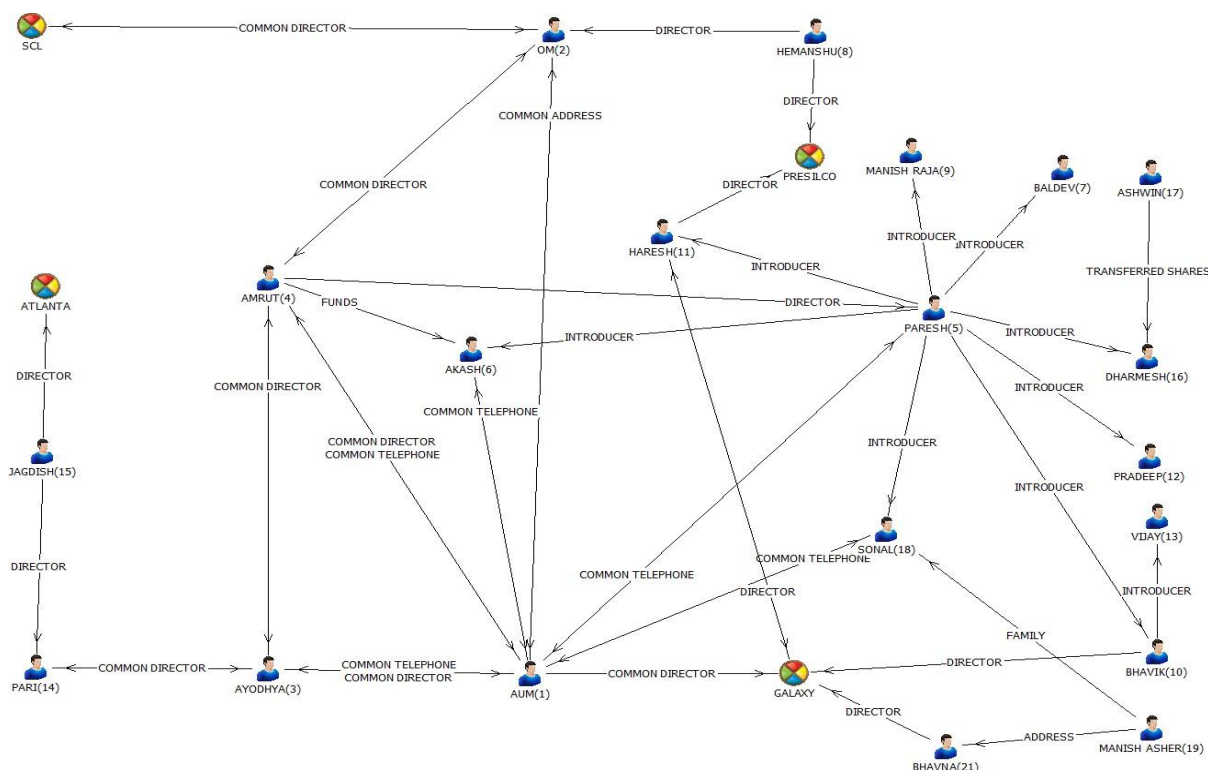 COMMON DIRECTOR
DIRECTOR
SCL
OM(2)
HEMANSHU(8)
DIRECTOR
COMMON ADDRESS
MANISH RAJA(9)
PRESILCO
COMMON DIRECTOR
DIRECTOR
BALDEV(7)
ASHWIN(17)
INTRODUCER
INTRODUCER
HARESH(11)
INTRODUCER
TRANSFERRED SHARES
AMRUT(4)
FUNDS
DIRECTOR
ATLANTA
PARESH(5)
INTRODUCER
INTRODUCER
AKASH(6)
DHARMESH(16)
DIRECTOR
COMMON DIRECTOR
INTRODUCER
COMMON TELEPHONE
COMMON DIRECTOR
COMMON TELEPHONE
INTRODUCER
JAGDISH(15)
PRADEEP(12)
INTRODUCER
VIJAY(13)
SONAL(18)
COMMON TELEPHONE
DIRECTOR
COMMON TELEPHONE
DIRECTOR
INTRODUCER
FAMILY
COMMON DIRECTOR
COMMON TELEPHONE
COMMON DIRECTOR
COMMON DIRECTOR
DIRECTOR
PARI(14)
AYODHYA(3)
AUM(1)
GALAXY
BHAVIK(10)
DIRECTOR
ADDRESS
MANISH ASHER(19)
BHAVNA(21)